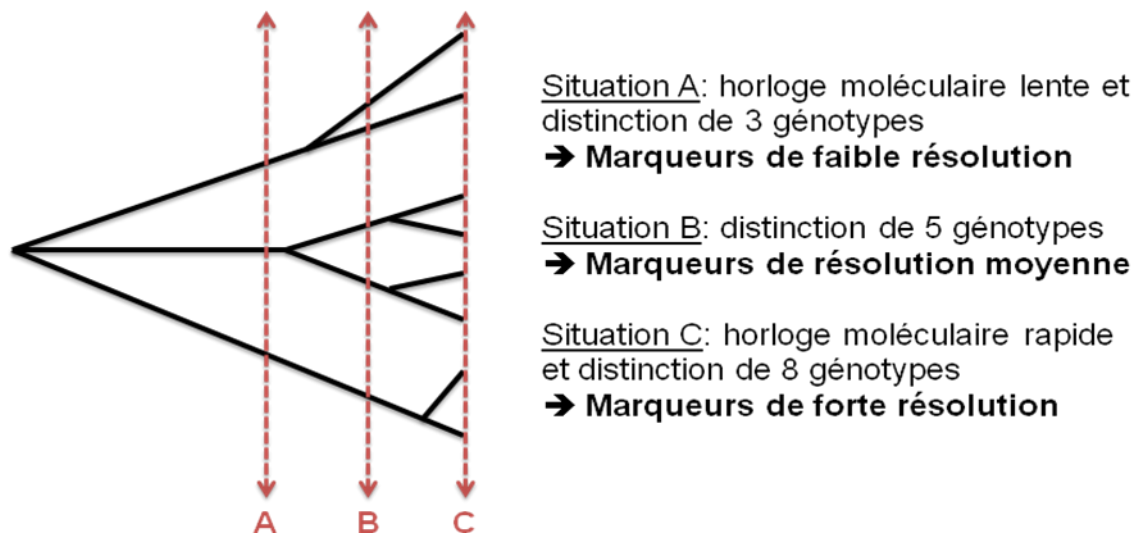 Situation A: horloge moléculaire lente et
distinction de 3 génotypes
➔ Marqueurs de faible résolution
Situation B: distinction de 5 génotypes
➔ Marqueurs de résolution moyenne
Situation C: horloge moléculaire rapide
et distinction de 8 génotypes
➔ Marqueurs de forte résolution
A B C